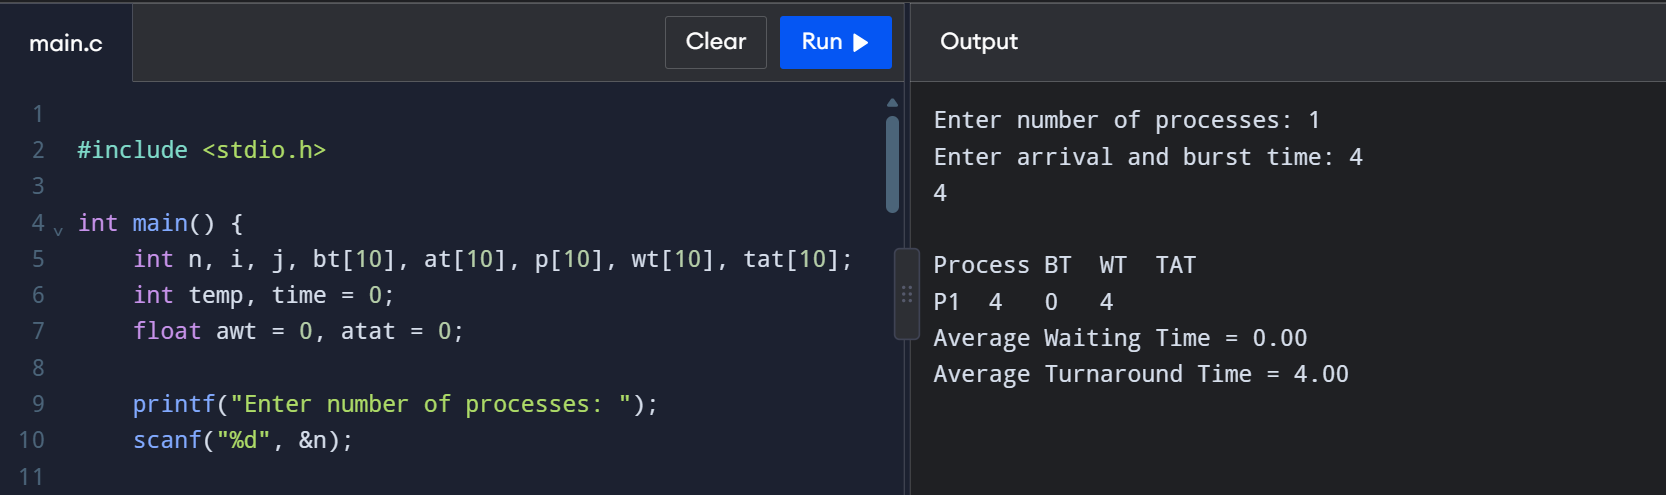 main.c
Clear
Run
1
2 #include <stdio.h>
3
4 int main() {
5 int n, i, j, bt[10], at[10], p[10], wt[10], tat[10];
6 int temp, time = 0;
7 float awt = 0, atat = 0;
8
9 printf("Enter number of processes: ");
10 scanf("%d", &n);
11
Output
Enter number of processes: 1
Enter arrival and burst time: 4
4
Process BT WT TAT
P1 4 0 4
Average Waiting Time = 0.00
Average Turnaround Time = 4.00